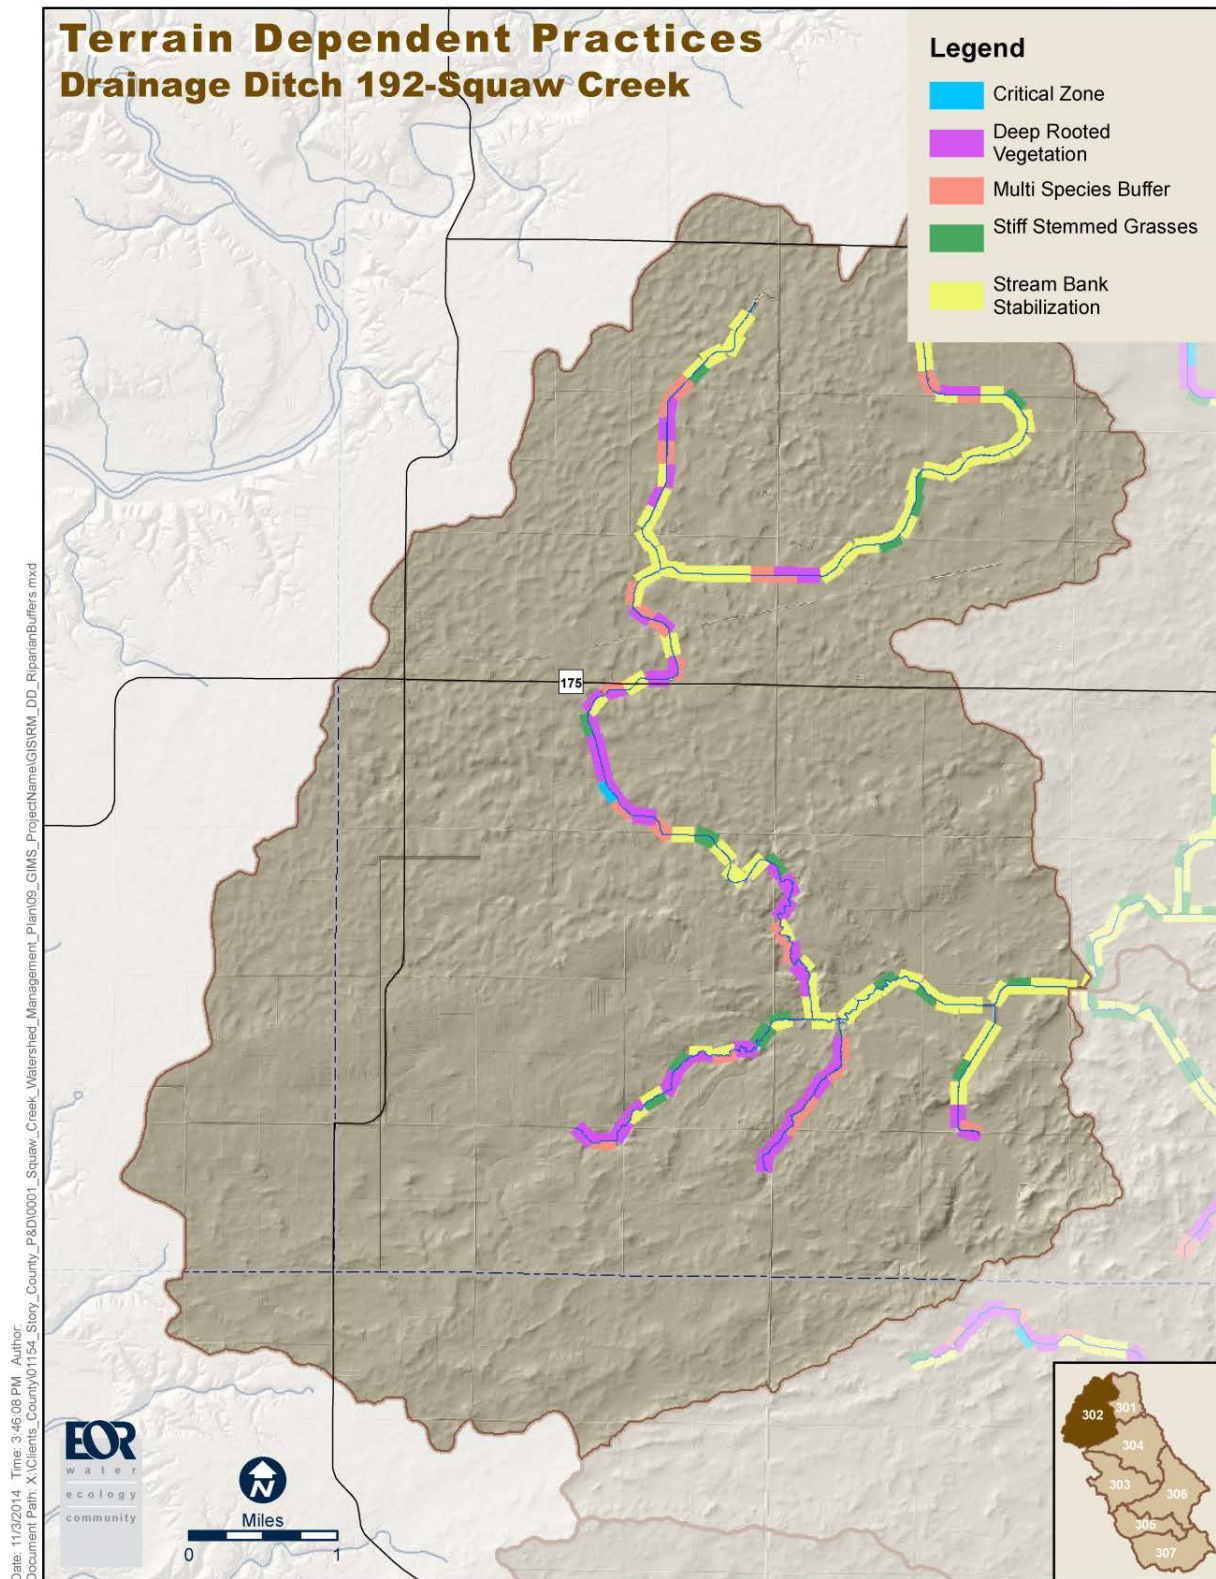 Terrain Dependent Practices
Drainage Ditch 192-Squaw Creek
Legend
Critical Zone
Deep Rooted
Vegetation
Multi Species Buffer
Stiff Stemmed Grasses
Stream Bank
Stabilization
175
Date: 11/3/2014 Time: 3:46:08 PM Author:
Document Path: X:\Clients_County\01154_Story_County_P&D\0001_Squaw_Creek_Watershed_Management_Plan\09_GIMS_ProjectName\GIS\RM_DD_RiparianBuffers.mxd
EOR
water
ecology
community
N
Miles
0 1
302
301
304
303
306
305
307